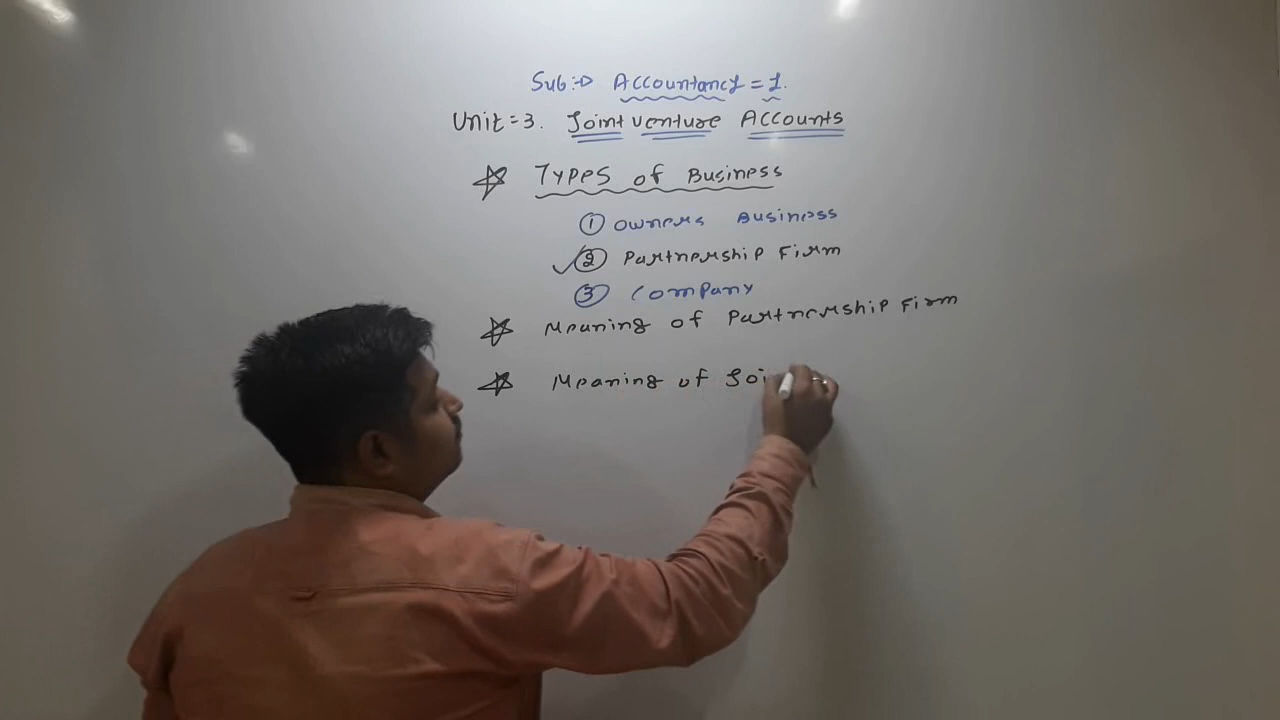 Sub:-> Accountancy = 1.
Unit = 3. Joint Venture Accounts
☆ Types of Business
① Owners Business
✓② Partnership Firm
③ Company
☆ Meaning of Partnership Firm
☆ Meaning of Joi